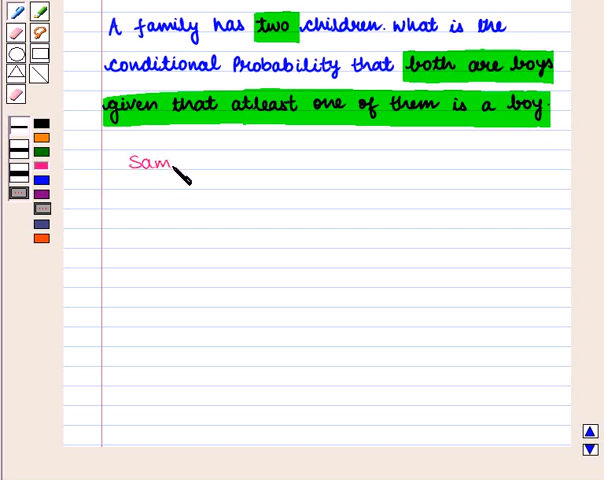 A family has two children. What is the
conditional Probability that both are boys
given that atleast one of them is a boy.
Sam